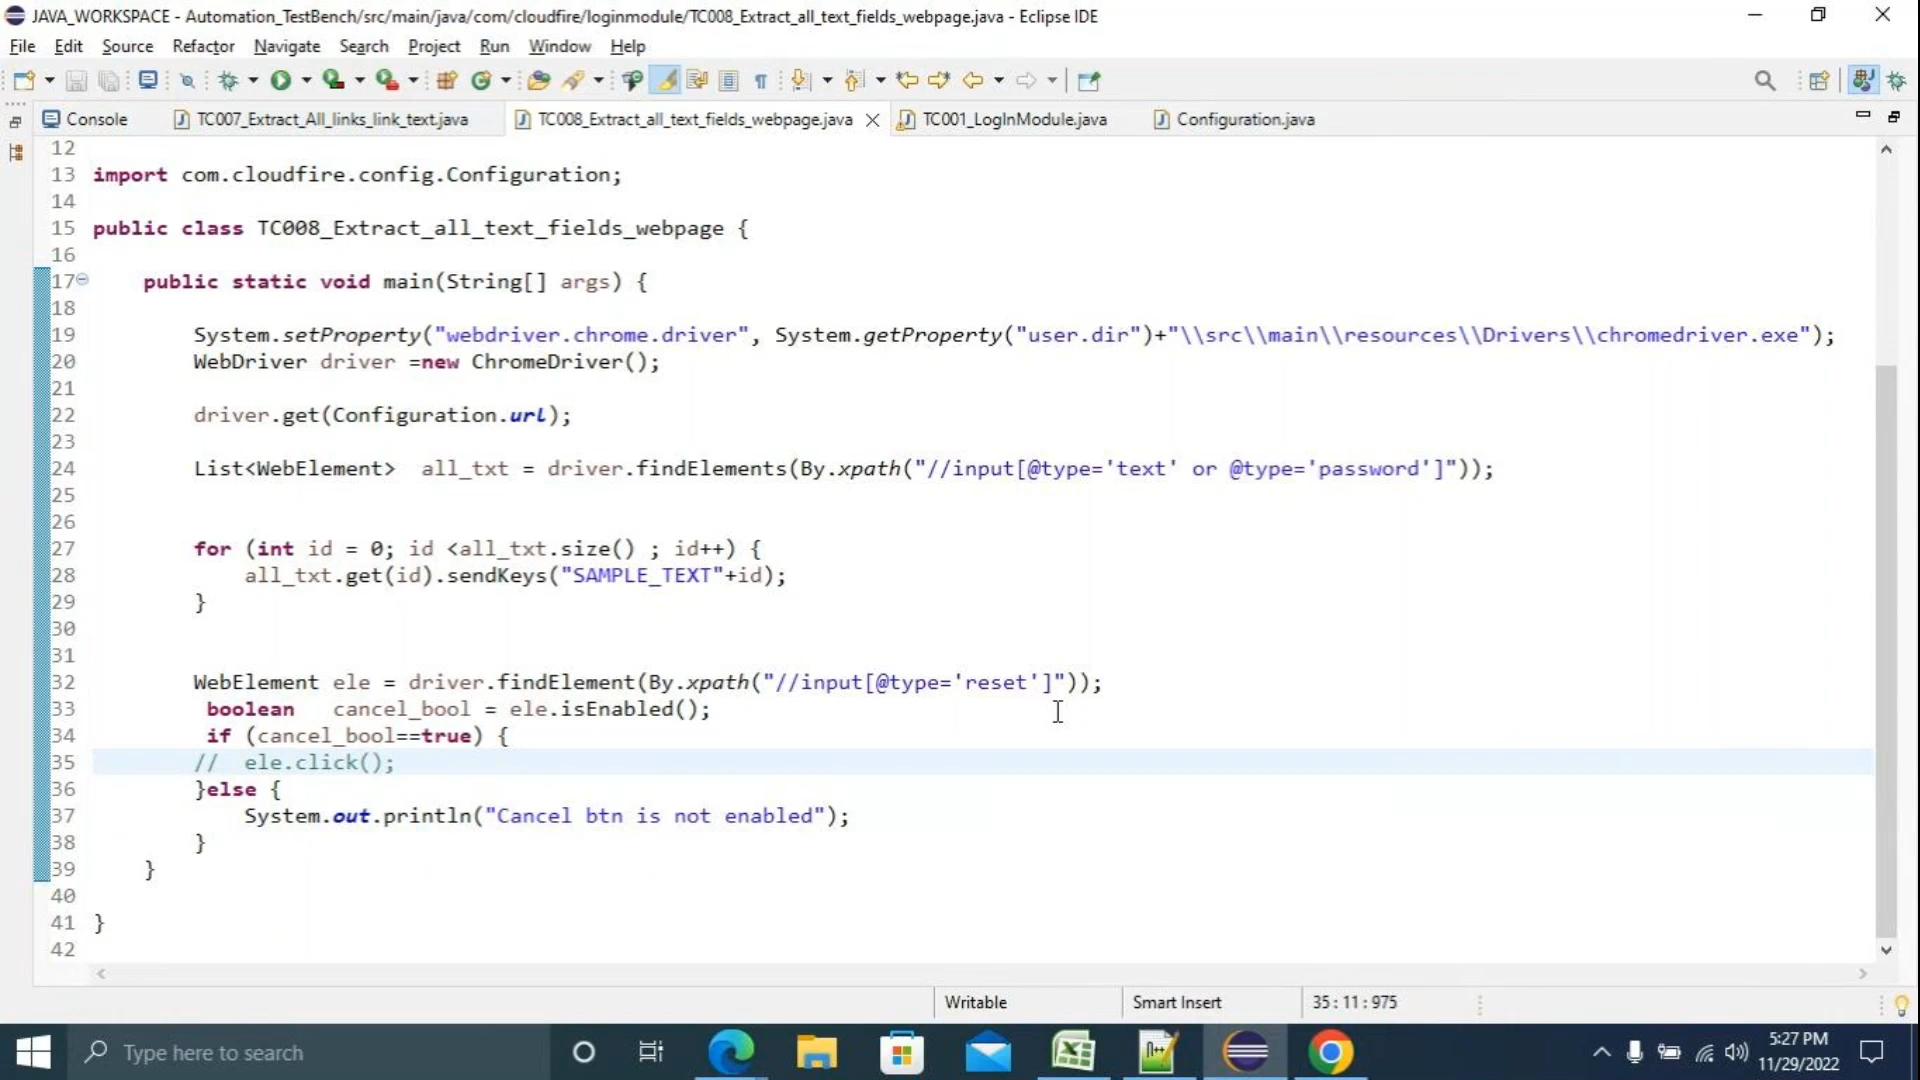 JAVA_WORKSPACE - Automation_TestBench/src/main/java/com/cloudfire/loginmodule/TC008_Extract_all_text_fields_webpage.java - Eclipse IDE
File Edit Source Refactor Navigate Search Project Run Window Help
Console TC007_Extract_All_links_link_text.java TC008_Extract_all_text_fields_webpage.java TC001_LogInModule.java Configuration.java
12
13 import com.cloudfire.config.Configuration;
14
15 public class TC008_Extract_all_text_fields_webpage {
16
17 public static void main(String[] args) {
18
19 System.setProperty("webdriver.chrome.driver", System.getProperty("user.dir")+"\\src\\main\\resources\\Drivers\\chromedriver.exe");
20 WebDriver driver =new ChromeDriver();
21
22 driver.get(Configuration.url);
23
24 List<WebElement> all_txt = driver.findElements(By.xpath("//input[@type='text' or @type='password']"));
25
26
27 for (int id = 0; id <all_txt.size() ; id++) {
28 all_txt.get(id).sendKeys("SAMPLE_TEXT"+id);
29 }
30
31
32 WebElement ele = driver.findElement(By.xpath("//input[@type='reset']"));
33 boolean cancel_bool = ele.isEnabled();
34 if (cancel_bool==true) {
35 // ele.click();
36 }else {
37 System.out.println("Cancel btn is not enabled");
38 }
39 }
40
41 }
42
Writable Smart Insert 35 : 11 : 975
Type here to search
5:27 PM
11/29/2022